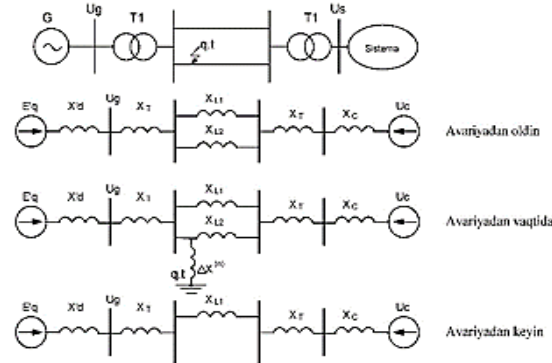 G Ug T1 T1 Us
q.t Sistema
E'q X'd Ug XT XL1 XT XC Uc Avariyadan oldin
XL2
E'q X'd Ug XT XL1 XT XC Uc Avariyadan vaqtida
XL2
q.t ΔX⁽ⁿ⁾
E'q X'd Ug XT XL1 XT XC Uc Avariyadan keyin